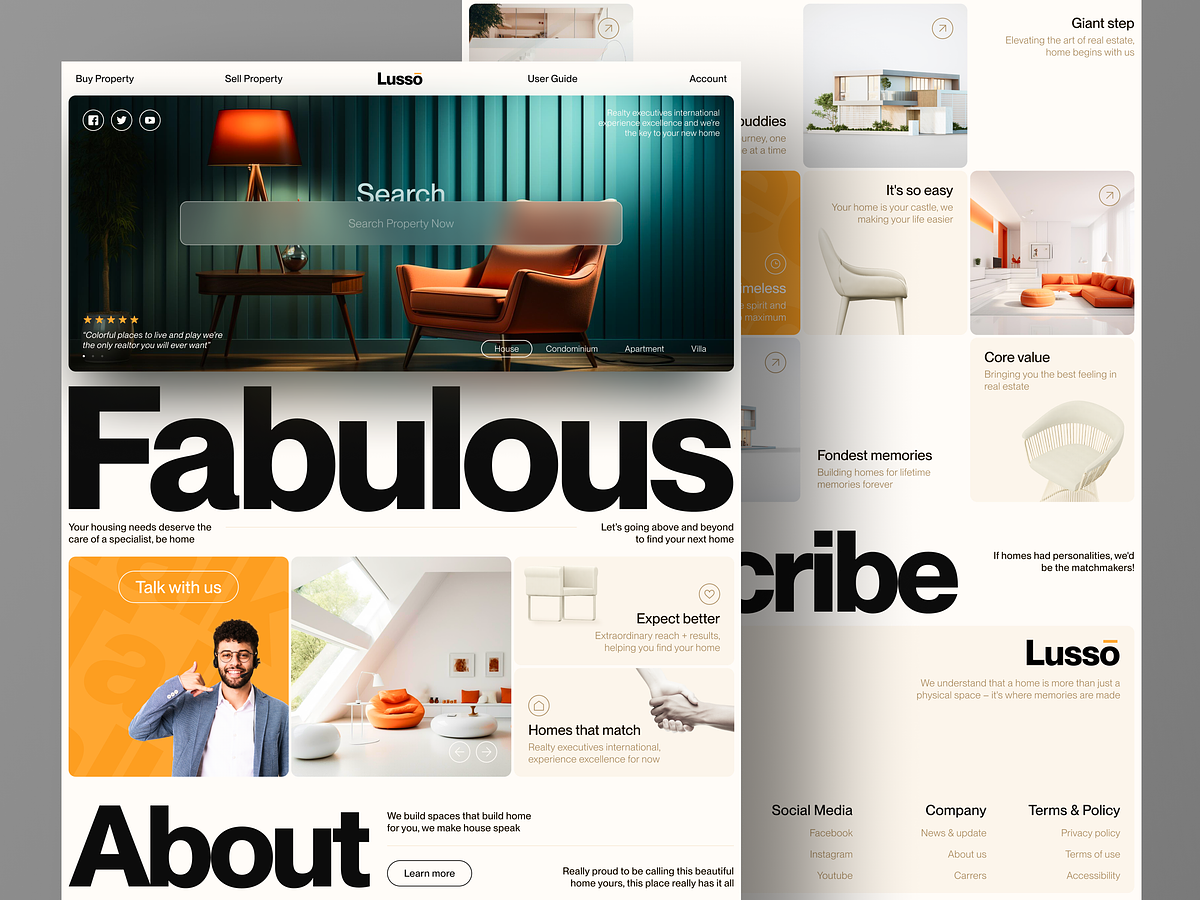 Buy Property
Sell Property
Lussō
User Guide
Account
Realty executives international
experience excellence and we're
the key to your new home
Search
Search Property Now
"Colorful places to live and play we're
the only realtor you will ever want"
House
Condominium
Apartment
Villa
Fabulous
Your housing needs deserve the
care of a specialist, be home
Let's going above and beyond
to find your next home
Talk with us
Expect better
Extraordinary reach + results,
helping you find your home
Homes that match
Realty executives international,
experience excellence for now
About
We build spaces that build home
for you, we make house speak
Learn more
Really proud to be calling this beautiful
home yours, this place really has it all
Giant step
Elevating the art of real estate,
home begins with us
buddies
urney, one
e at a time
It's so easy
Your home is your castle, we
making your life easier
meless
e spirit and
maximum
Core value
Bringing you the best feeling in
real estate
Fondest memories
Building homes for lifetime
memories forever
cribe
If homes had personalities, we'd
be the matchmakers!
Lussō
We understand that a home is more than just a
physical space – it's where memories are made
Social Media
Facebook
Instagram
Youtube
Company
News & update
About us
Carrers
Terms & Policy
Privacy policy
Terms of use
Accessibility